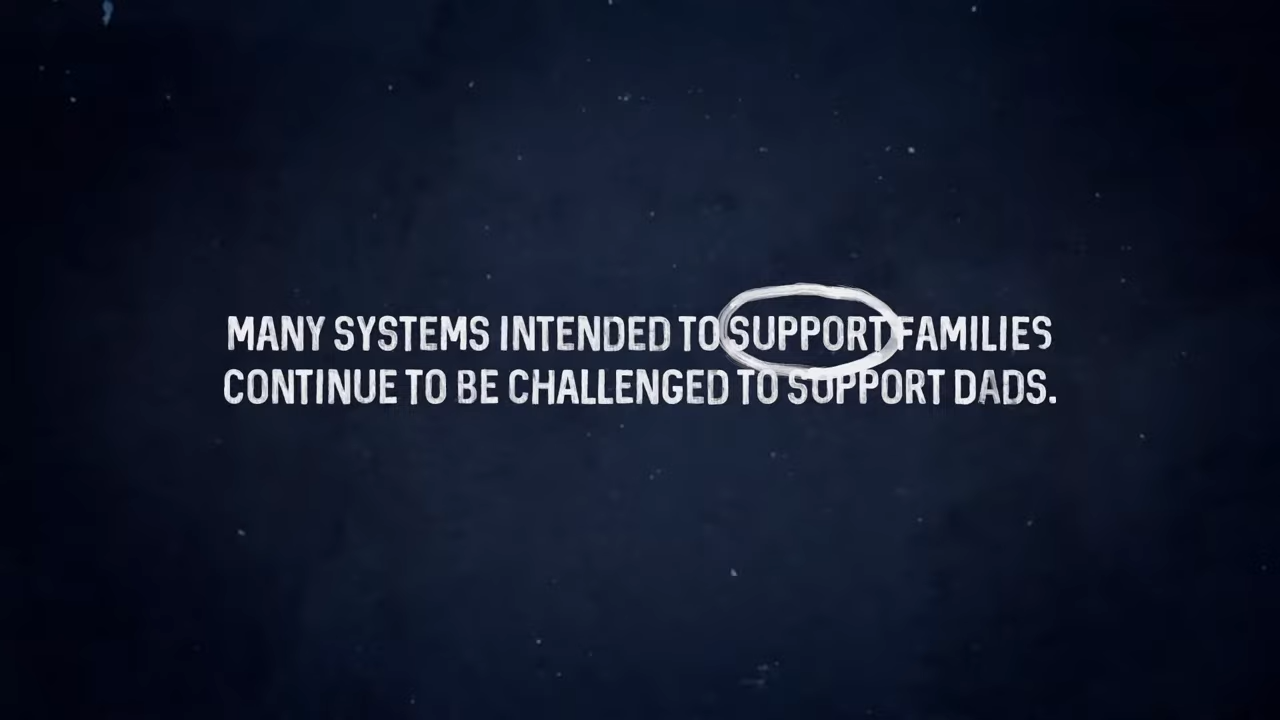 MANY SYSTEMS INTENDED TO SUPPORT FAMILIES
CONTINUE TO BE CHALLENGED TO SUPPORT DADS.